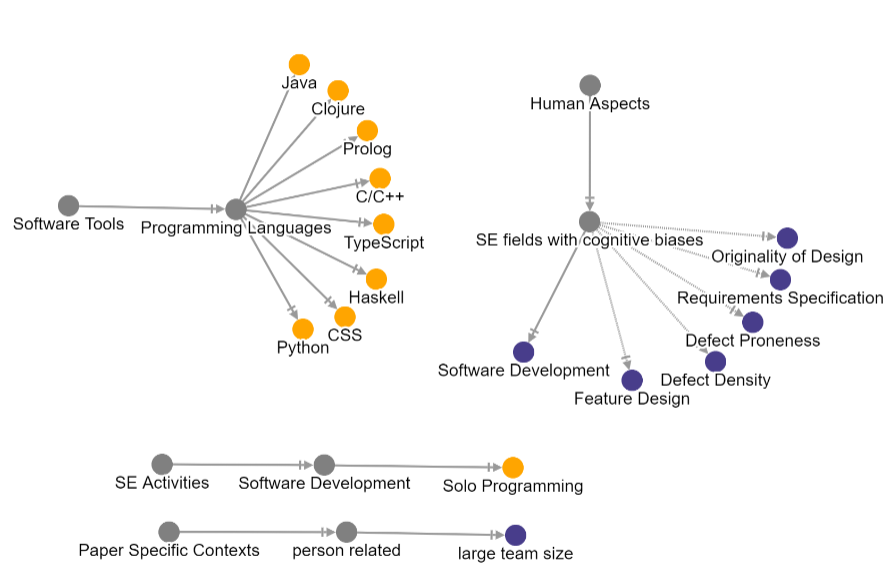 Java
Clojure
Prolog
C/C++
TypeScript
Haskell
CSS
Python
Software Tools
Programming Languages
Human Aspects
SE fields with cognitive biases
Originality of Design
Requirements Specification
Defect Proneness
Defect Density
Feature Design
Software Development
SE Activities
Software Development
Solo Programming
Paper Specific Contexts
person related
large team size